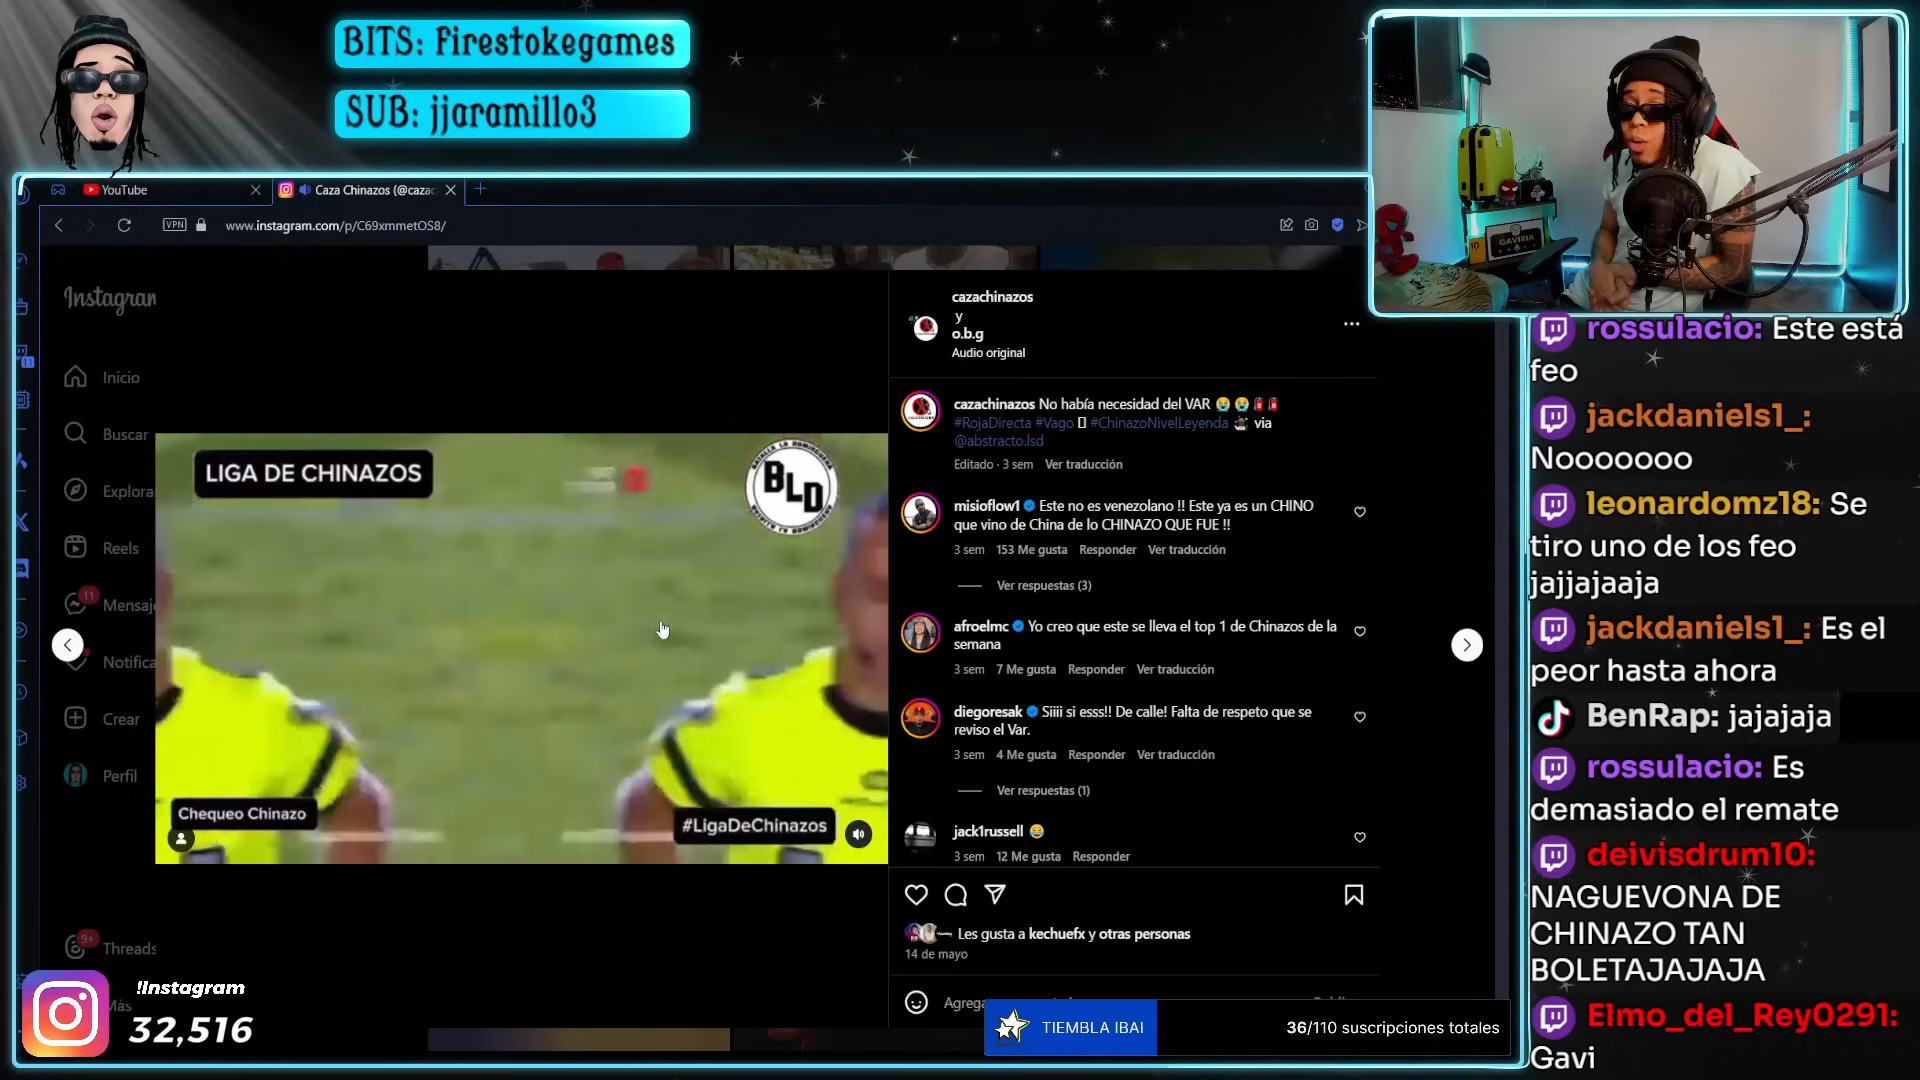 BITS: Firestokegames
SUB: jjaramillo3
YouTube
Caza Chinazos (@cazac
VPN
www.instagram.com/p/C69xmmetOS8/
Instagram
Inicio
Buscar
Explora
Reels
11
Mensaj
Notifica
Crear
Perfil
9+
Threads
Más
LIGA DE CHINAZOS
BLD
Chequeo Chinazo
#LigaDeChinazos
cazachinazos
y
o.b.g
Audio original
cazachinazos No había necesidad del VAR 😭😭🧧🧧
#RojaDirecta #Vago #ChinazoNivelLeyenda via
@abstracto.lsd
Editado · 3 sem Ver traducción
misioflow1 Este no es venezolano !! Este ya es un CHINO
que vino de China de lo CHINAZO QUE FUE !!
3 sem 153 Me gusta Responder Ver traducción
Ver respuestas (3)
afroelmc Yo creo que este se lleva el top 1 de Chinazos de la
semana
3 sem 7 Me gusta Responder Ver traducción
diegoresak Siiii si esss!! De calle! Falta de respeto que se
reviso el Var.
3 sem 4 Me gusta Responder Ver traducción
Ver respuestas (1)
jack1russell 😂
3 sem 12 Me gusta Responder
Les gusta a kechuefx y otras personas
14 de mayo
Agrega
!Instagram
32,516
TIEMBLA IBAI
36/110 suscripciones totales
GAVIRIA
10
rossulacio: Este está
feo
jackdaniels1_:
Nooooooo
leonardomz18: Se
tiro uno de los feo
jajjajaaja
jackdaniels1_: Es el
peor hasta ahora
BenRap: jajajaja
rossulacio: Es
demasiado el remate
deivisdrum10:
NAGUEVONA DE
CHINAZO TAN
BOLETAJAJAJA
Elmo_del_Rey0291:
Gavi